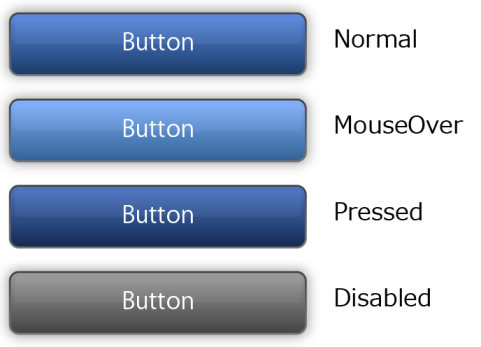 Button Normal
Button MouseOver
Button Pressed
Button Disabled